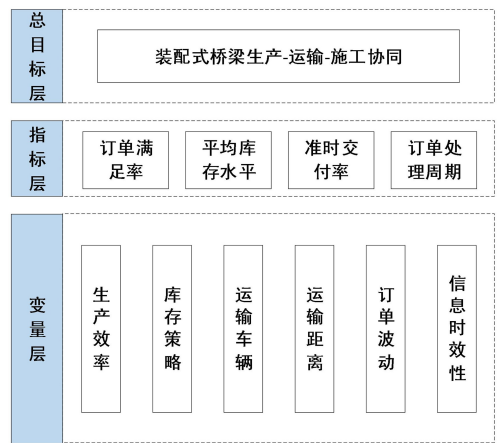 总目标层
装配式桥梁生产-运输-施工协同
指标层
订单满
足率
平均库
存水平
准时交
付率
订单处
理周期
变量层
生产效率
库存策略
运输车辆
运输距离
订单波动
信息时效性